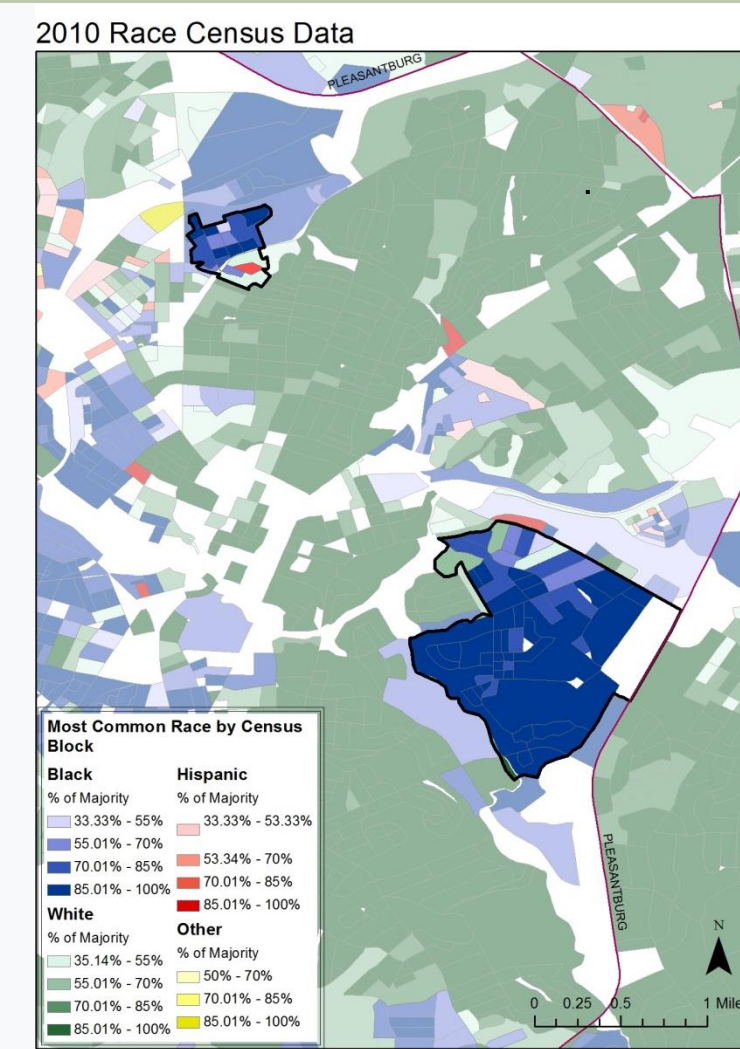 2010 Race Census Data
PLEASANTBURG
Most Common Race by Census
Block
Black
% of Majority
33.33% - 55%
55.01% - 70%
70.01% - 85%
85.01% - 100%
White
% of Majority
35.14% - 55%
55.01% - 70%
70.01% - 85%
85.01% - 100%
Hispanic
% of Majority
33.33% - 53.33%
53.34% - 70%
70.01% - 85%
85.01% - 100%
Other
% of Majority
50% - 70%
70.01% - 85%
85.01% - 100%
PLEASANTBURG
N
0 0.25 0.5 1 Mile